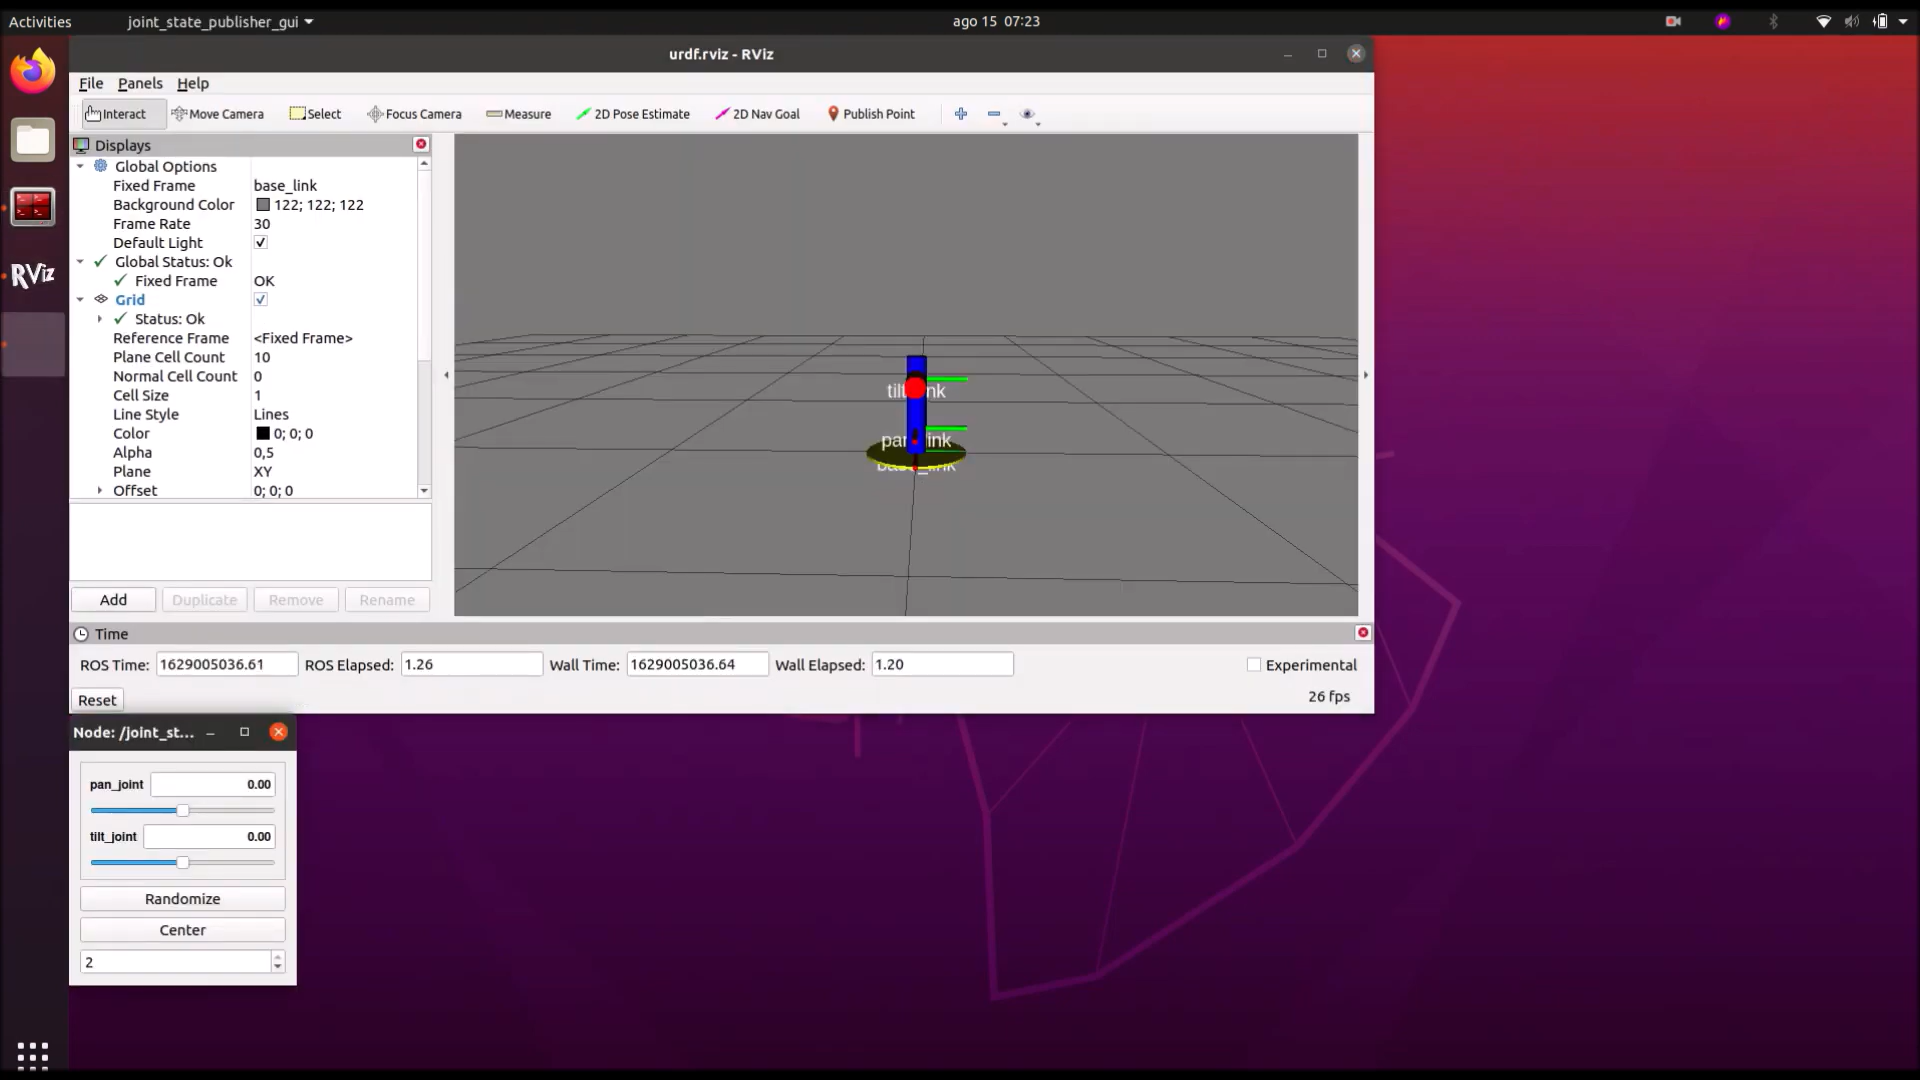 Activities joint_state_publisher_gui ago 15 07:23
urdf.rviz - RViz
File Panels Help
Interact Move Camera Select Focus Camera Measure 2D Pose Estimate 2D Nav Goal Publish Point
Displays
Global Options
Fixed Frame base_link
Background Color 122; 122; 122
Frame Rate 30
Default Light
Global Status: Ok
Fixed Frame OK
Grid
Status: Ok
Reference Frame <Fixed Frame>
Plane Cell Count 10
Normal Cell Count 0
Cell Size 1
Line Style Lines
Color 0; 0; 0
Alpha 0,5
Plane XY
Offset 0; 0; 0
Add Duplicate Remove Rename
RViz
Time
ROS Time: 1629005036.61 ROS Elapsed: 1.26 Wall Time: 1629005036.64 Wall Elapsed: 1.20 Experimental
Reset 26 fps
Node: /joint_st...
pan_joint 0.00
tilt_joint 0.00
Randomize
Center
2